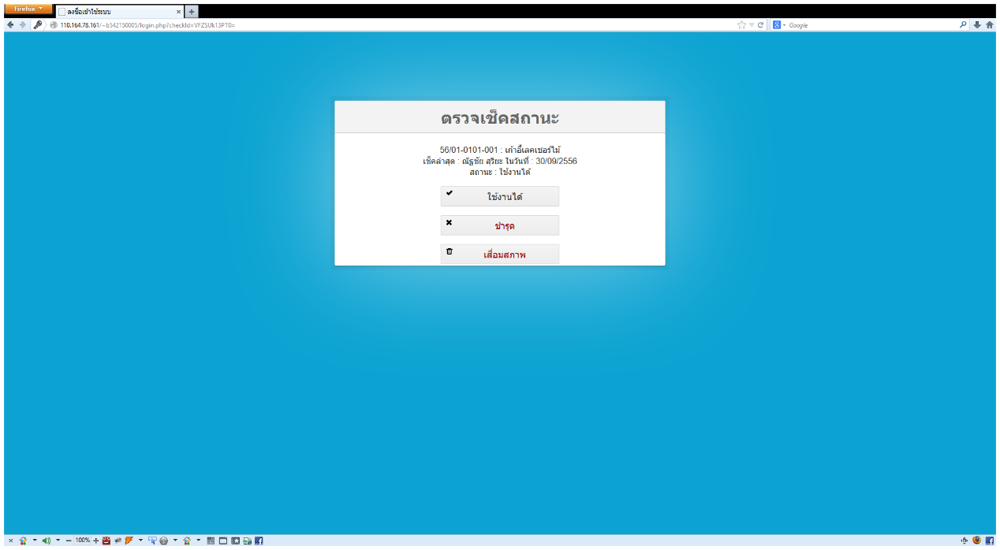 Firefox
ลงชื่อเข้าใช้ระบบ
110.164.78.161/~b542150005/login.php?checkId=VFZSUk13PT0=
Google
ตรวจเช็คสถานะ
56/01-0101-001 : เก้าอี้เลคเชอร์ไม้
เช็คล่าสุด : ณัฐชัย สุริยะ ในวันที่ : 30/09/2556
สถานะ : ใช้งานได้
ใช้งานได้
ชำรุด
เสื่อมสภาพ
100%